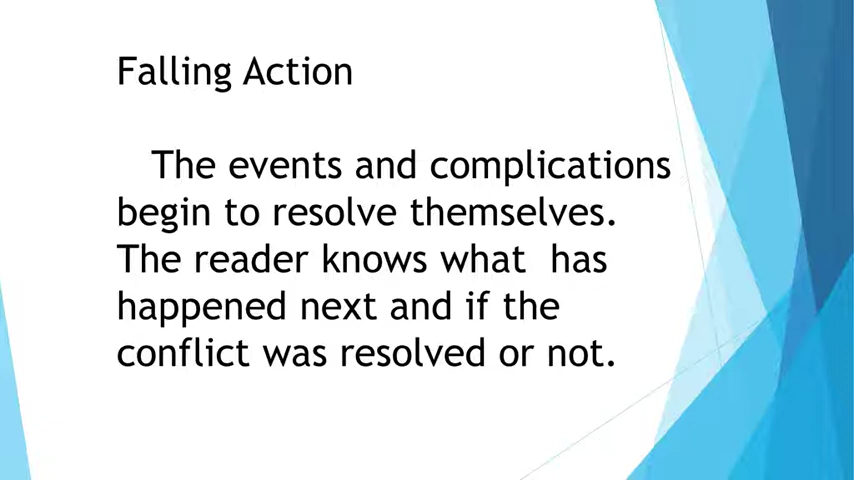 Falling Action
The events and complications
begin to resolve themselves.
The reader knows what  has
happened next and if the
conflict was resolved or not.